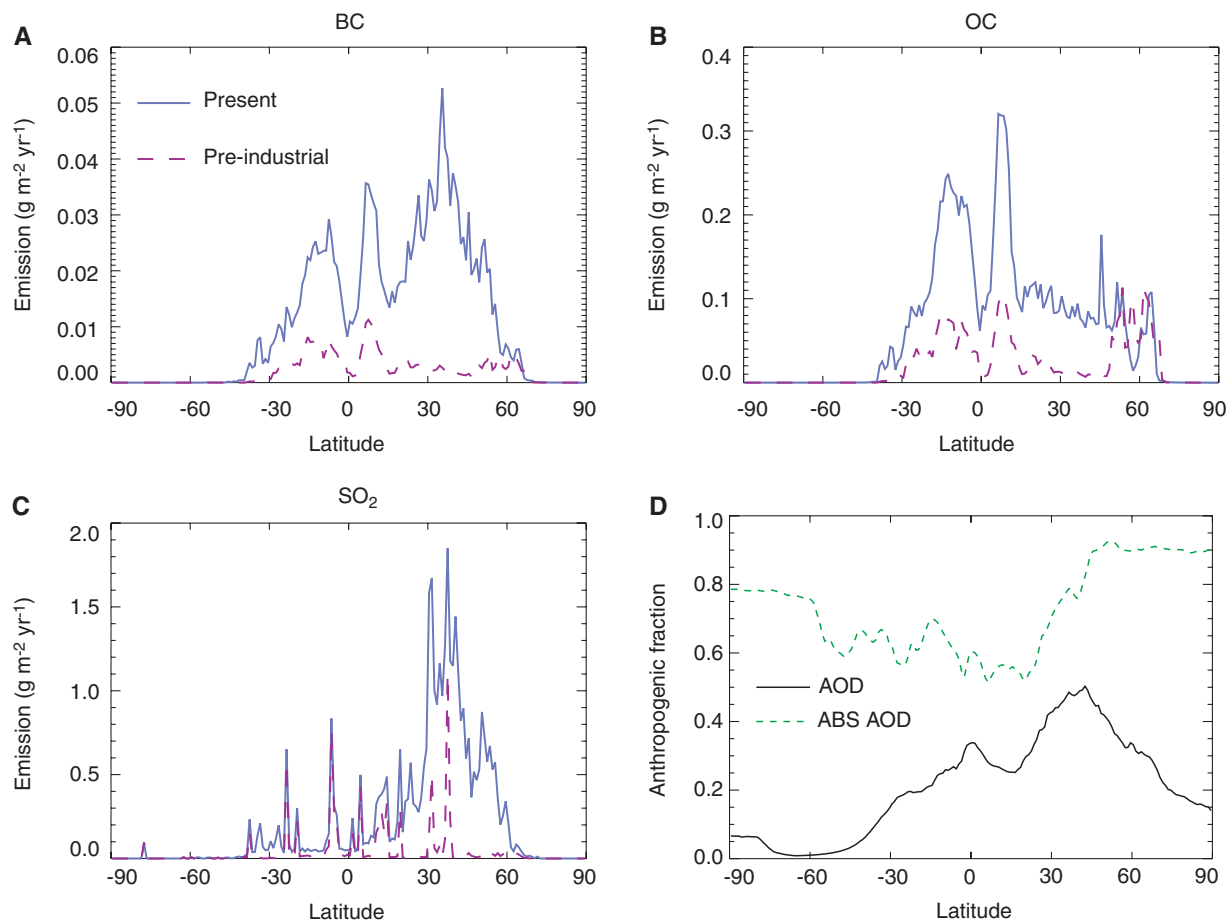 A
BC
Emission (g m-2 yr-1)
0.06
0.05
0.04
0.03
0.02
0.01
0.00
Present
Pre-industrial
-90 -60 -30 0 30 60 90
Latitude
B
OC
Emission (g m-2 yr-1)
0.4
0.3
0.2
0.1
0.0
-90 -60 -30 0 30 60 90
Latitude
C
SO2
Emission (g m-2 yr-1)
2.0
1.5
1.0
0.5
0.0
-90 -60 -30 0 30 60 90
Latitude
D
Anthropogenic fraction
1.0
0.8
0.6
0.4
0.2
0.0
AOD
ABS AOD
-90 -60 -30 0 30 60 90
Latitude